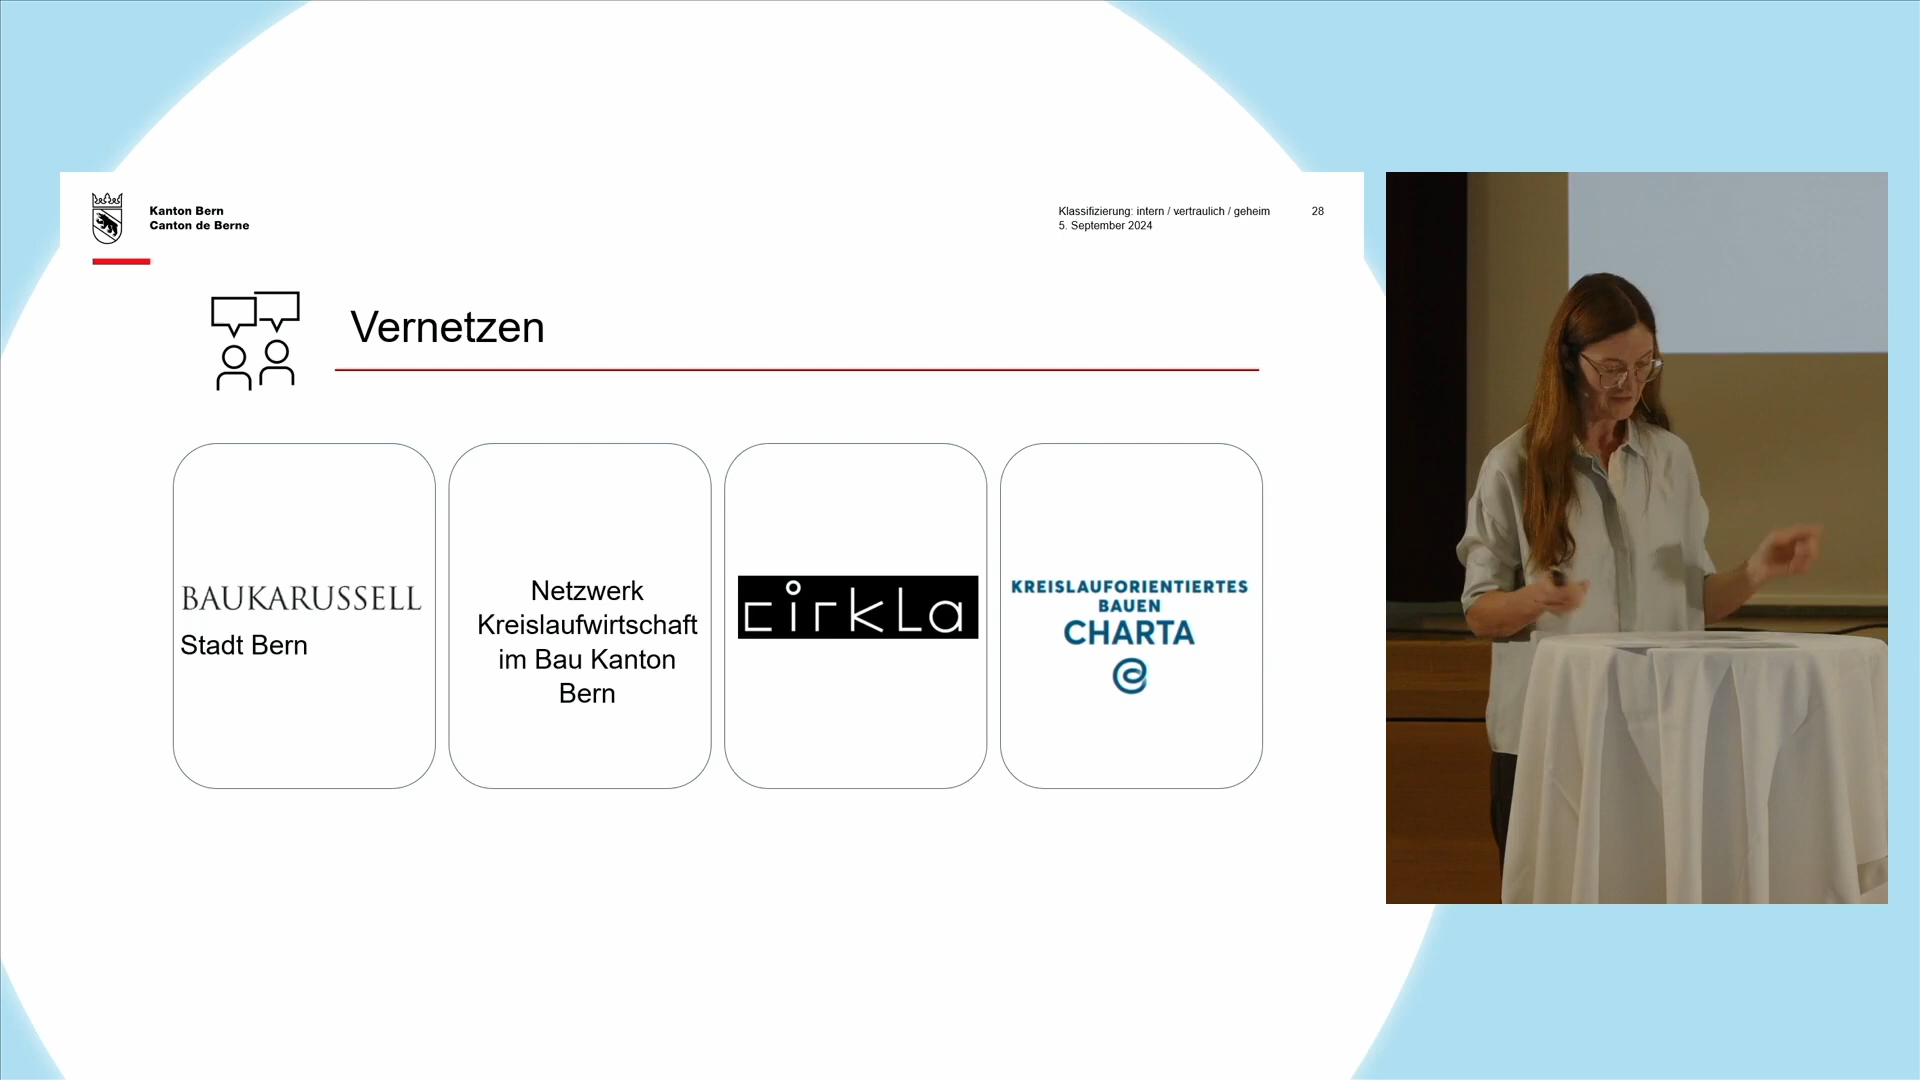 Kanton Bern
Canton de Berne
Klassifizierung: intern / vertraulich / geheim
5. September 2024
28
Vernetzen
BAUKARUSSELL
Stadt Bern
Netzwerk
Kreislaufwirtschaft
im Bau Kanton
Bern
cirkla
KREISLAUFORIENTIERTES
BAUEN
CHARTA